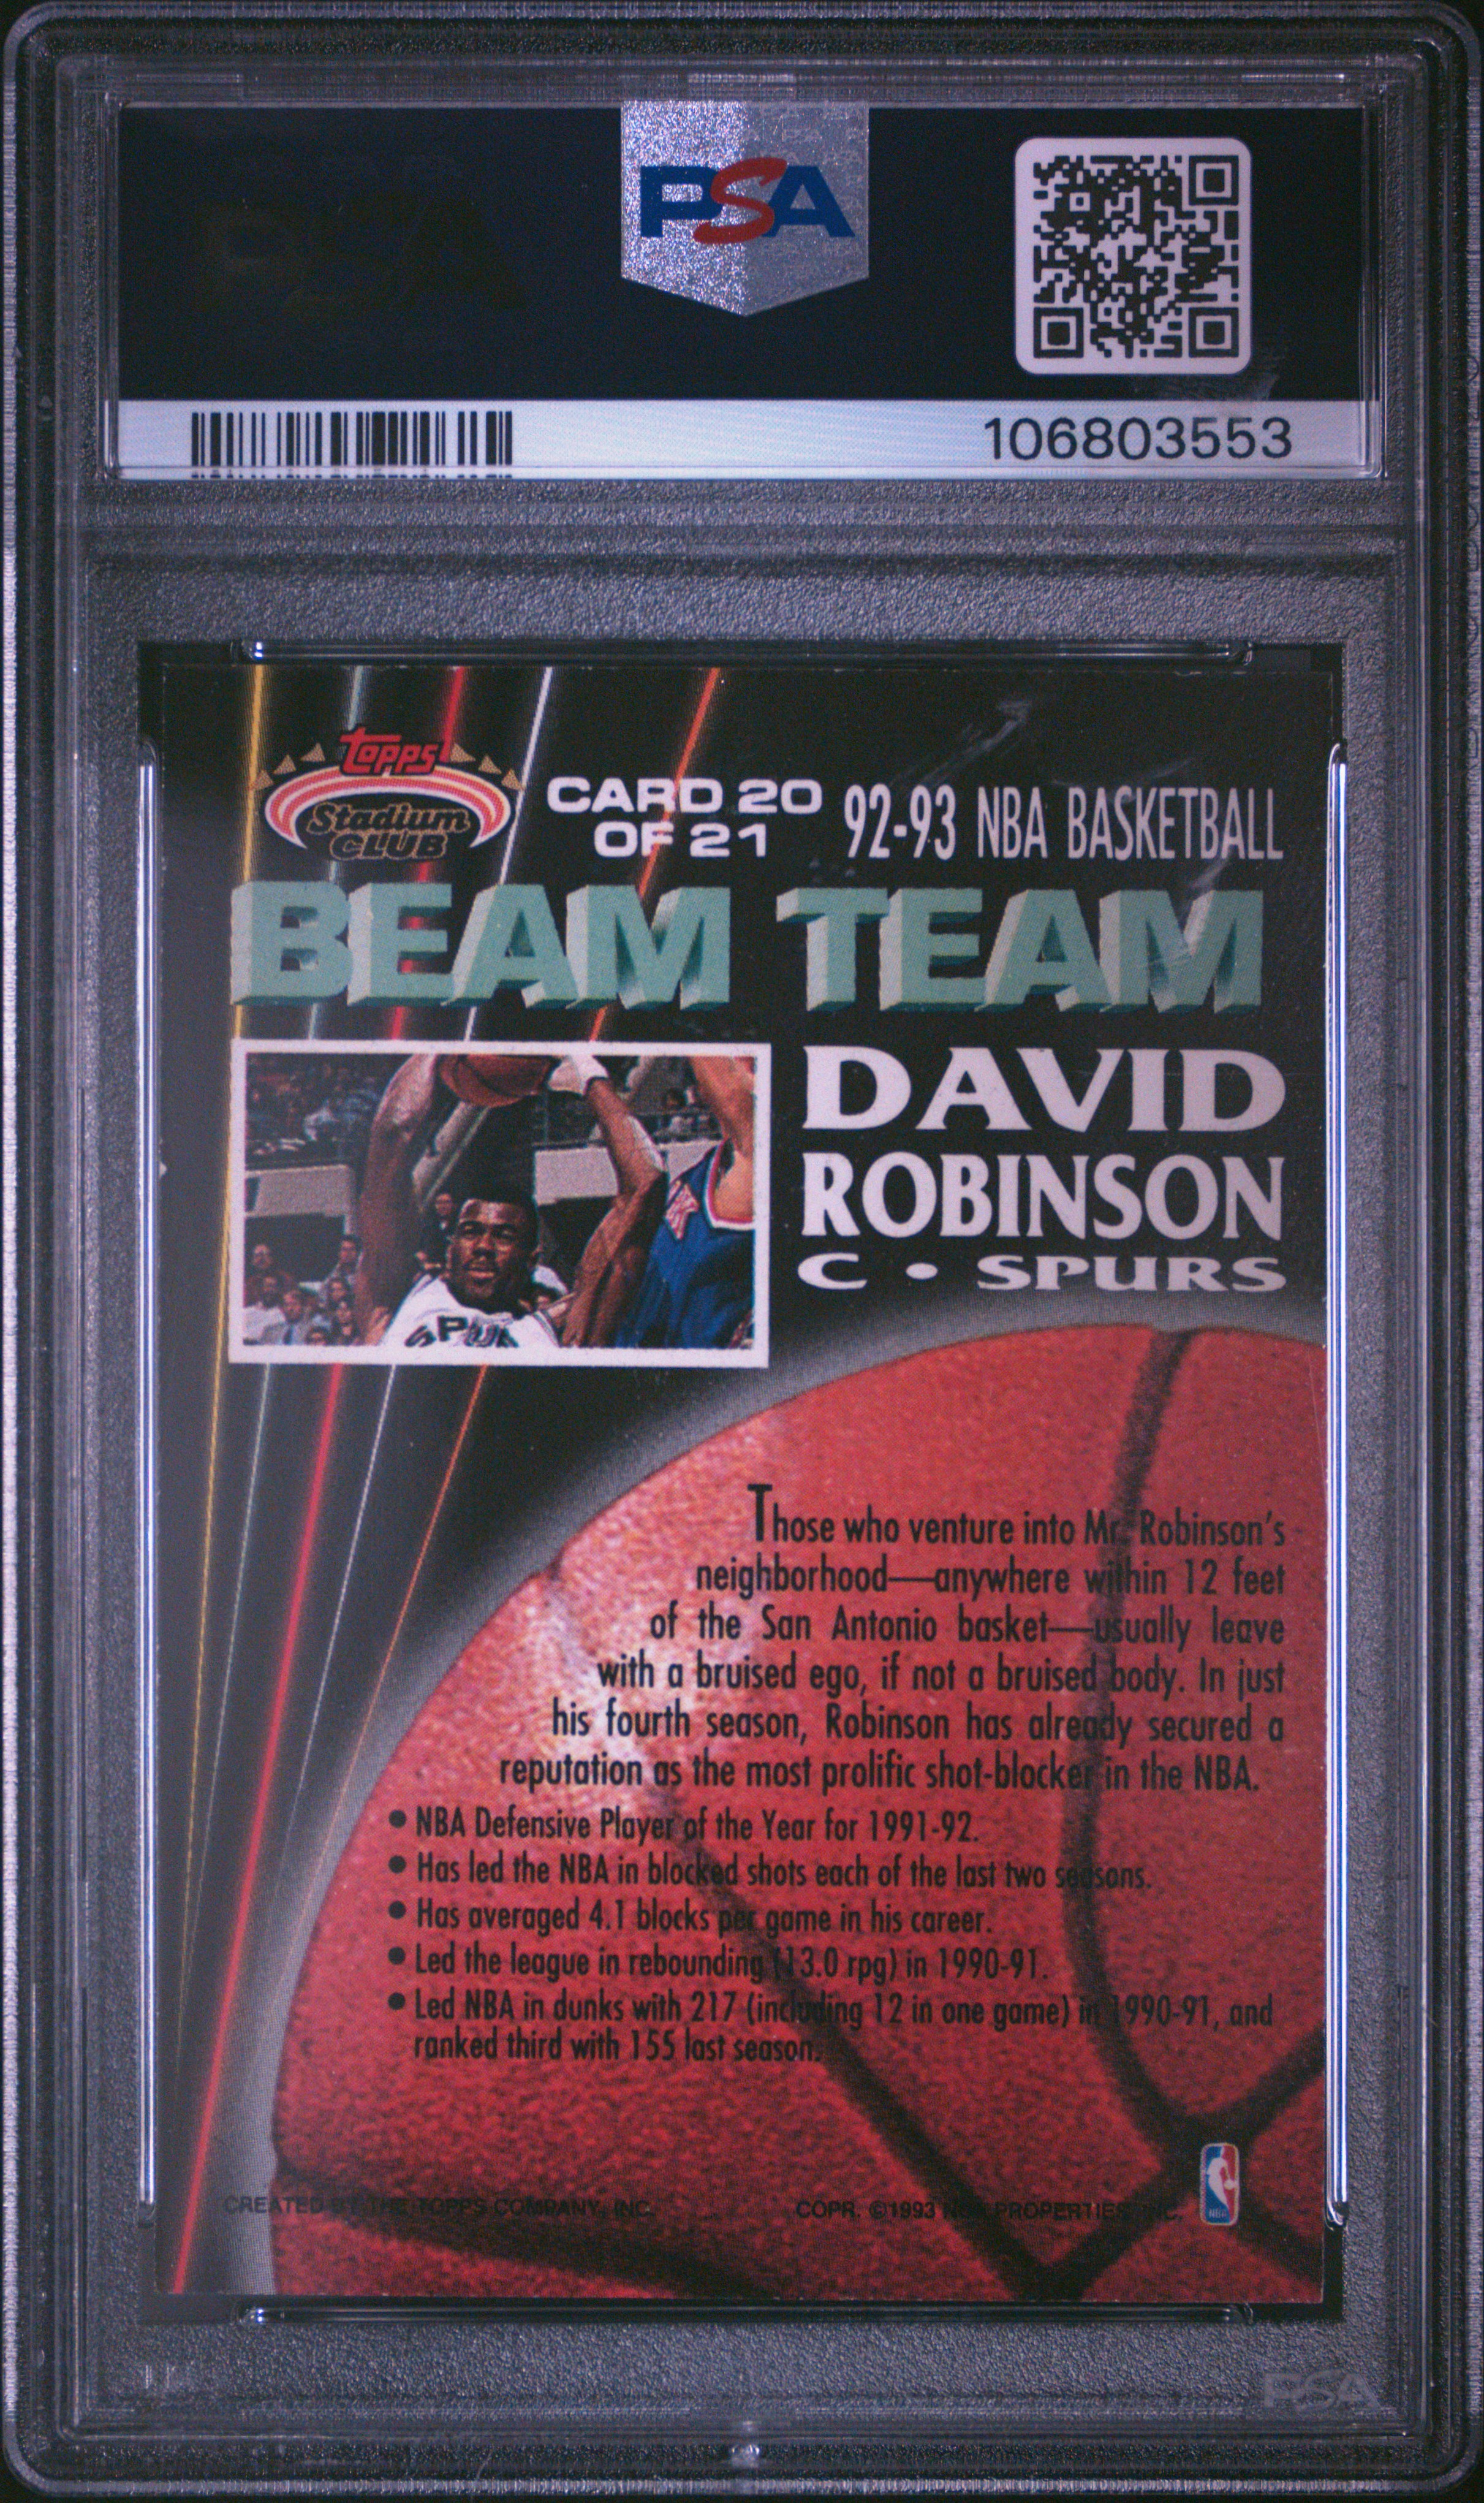 PSA
106803553
TOPPS
Stadium
CLUB
CARD 20
OF 21
92-93 NBA BASKETBALL
BEAM TEAM
DAVID
ROBINSON
C • SPURS
SPUR
Those who venture into Mr. Robinson's
neighborhood—anywhere within 12 feet
of the San Antonio basket—usually leave
with a bruised ego, if not a bruised body. In just
his fourth season, Robinson has already secured a
reputation as the most prolific shot-blocker in the NBA.
• NBA Defensive Player of the Year for 1991-92.
• Has led the NBA in blocked shots each of the last two seasons.
• Has averaged 4.1 blocks per game in his career.
• Led the league in rebounding (13.0 rpg) in 1990-91.
• Led NBA in dunks with 217 (including 12 in one game) in 1990-91, and
ranked third with 155 last season.
CREATED BY THE TOPPS COMPANY, INC.
COPR. ©1993 NBA PROPERTIES, INC.
NBA
PSA